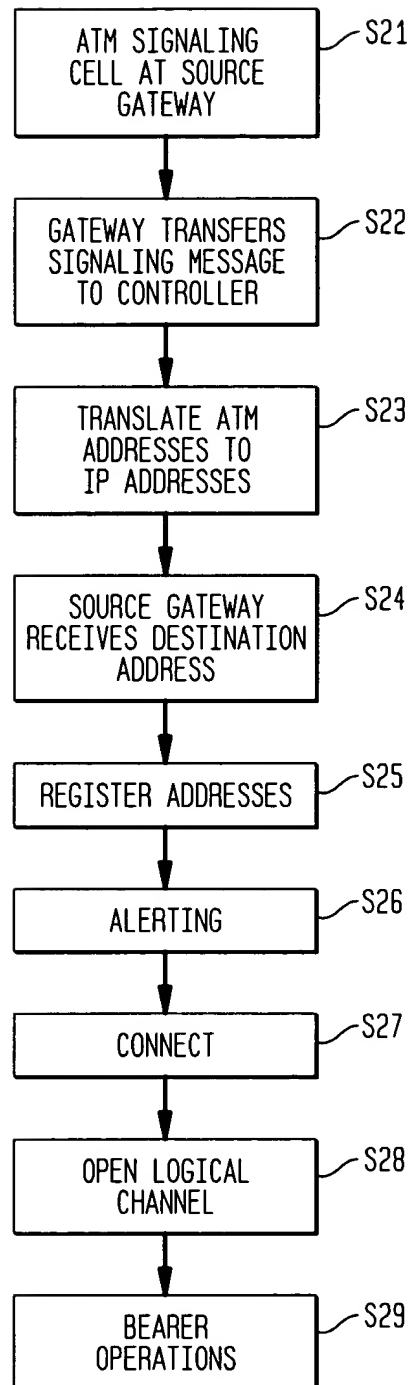 ATM SIGNALING
CELL AT SOURCE
GATEWAY
S21
GATEWAY TRANSFERS
SIGNALING MESSAGE
TO CONTROLLER
S22
TRANSLATE ATM
ADDRESSES TO
IP ADDRESSES
S23
SOURCE GATEWAY
RECEIVES DESTINATION
ADDRESS
S24
REGISTER ADDRESSES
S25
ALERTING
S26
CONNECT
S27
OPEN LOGICAL
CHANNEL
S28
BEARER
OPERATIONS
S29